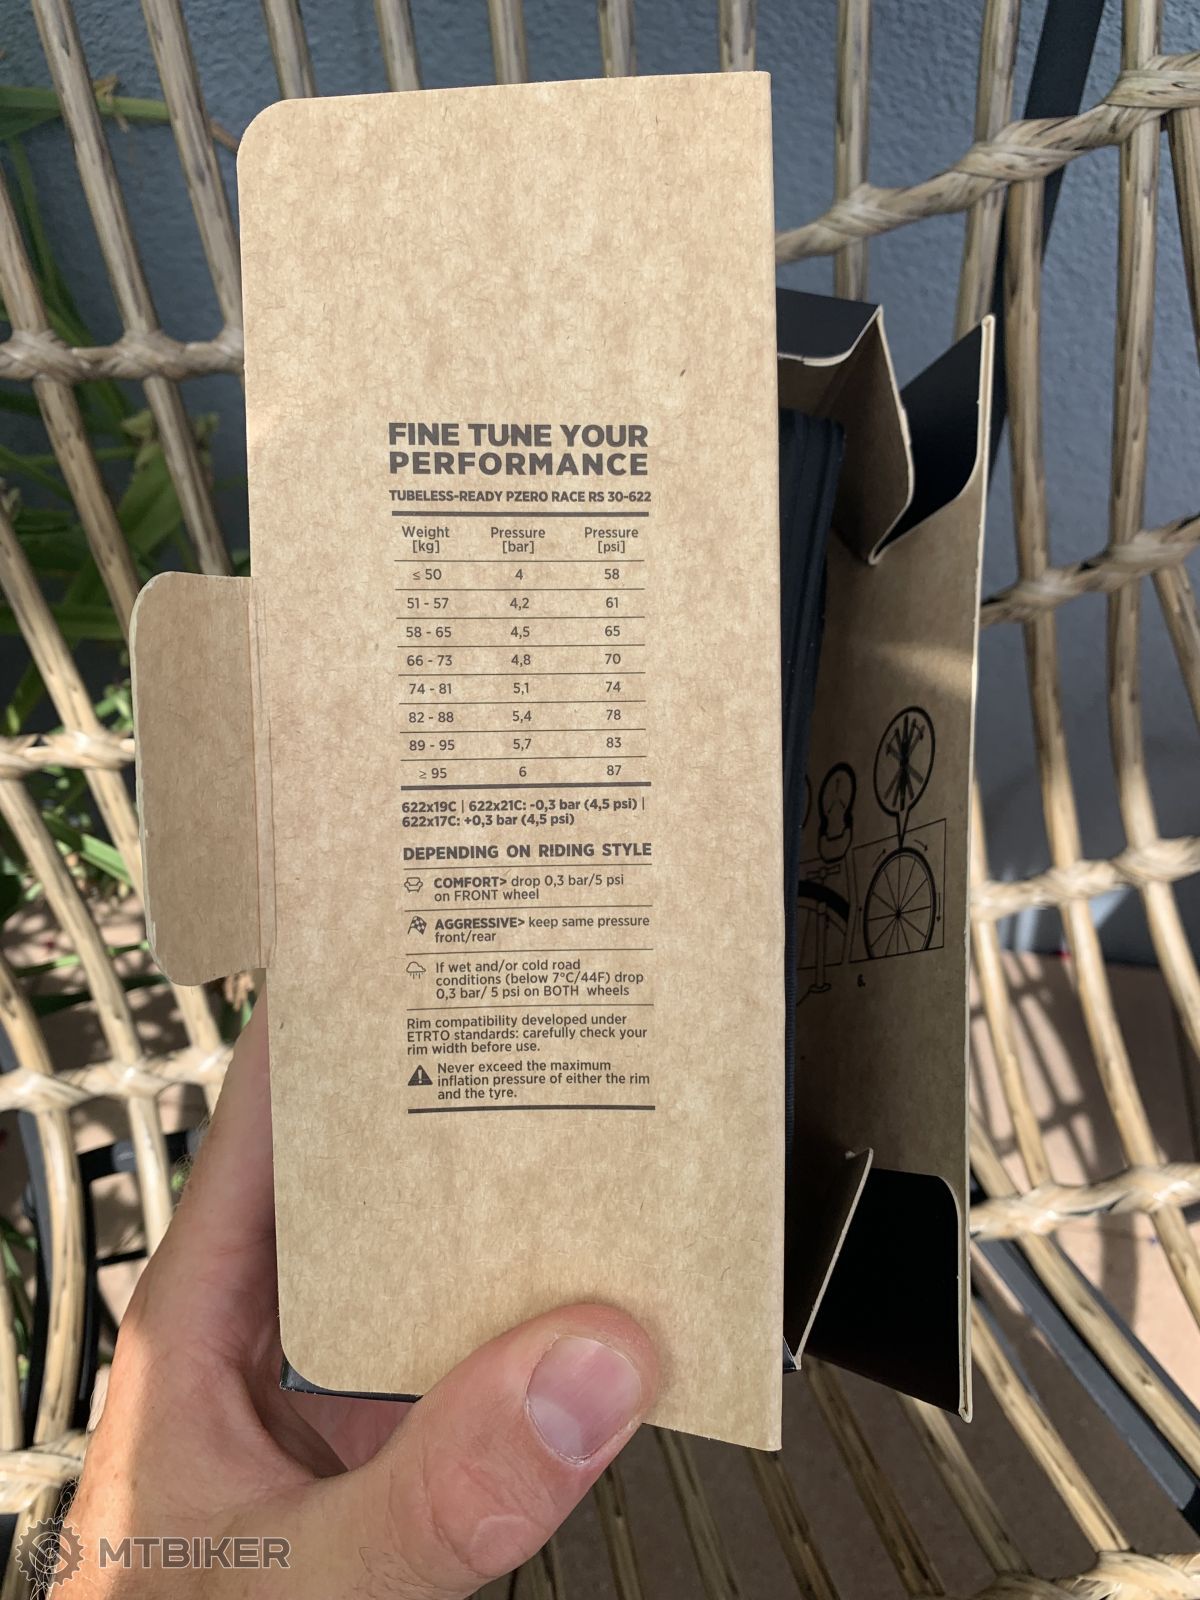 FINE TUNE YOUR
PERFORMANCE
TUBELESS-READY PZERO RACE RS 30-622
Weight Pressure Pressure
[kg] [bar] [psi]
≤ 50 4 58
51 - 57 4,2 61
58 - 65 4,5 65
66 - 73 4,8 70
74 - 81 5,1 74
82 - 88 5,4 78
89 - 95 5,7 83
≥ 95 6 87
622x19C | 622x21C: -0,3 bar (4,5 psi) |
622x17C: +0,3 bar (4,5 psi)
DEPENDING ON RIDING STYLE
COMFORT> drop 0,3 bar/5 psi
on FRONT wheel
AGGRESSIVE> keep same pressure
front/rear
If wet and/or cold road
conditions (below 7°C/44F) drop
0,3 bar/ 5 psi on BOTH wheels
Rim compatibility developed under
ETRTO standards: carefully check your
rim width before use.
Never exceed the maximum
inflation pressure of either the rim
and the tyre.
MTBIKER